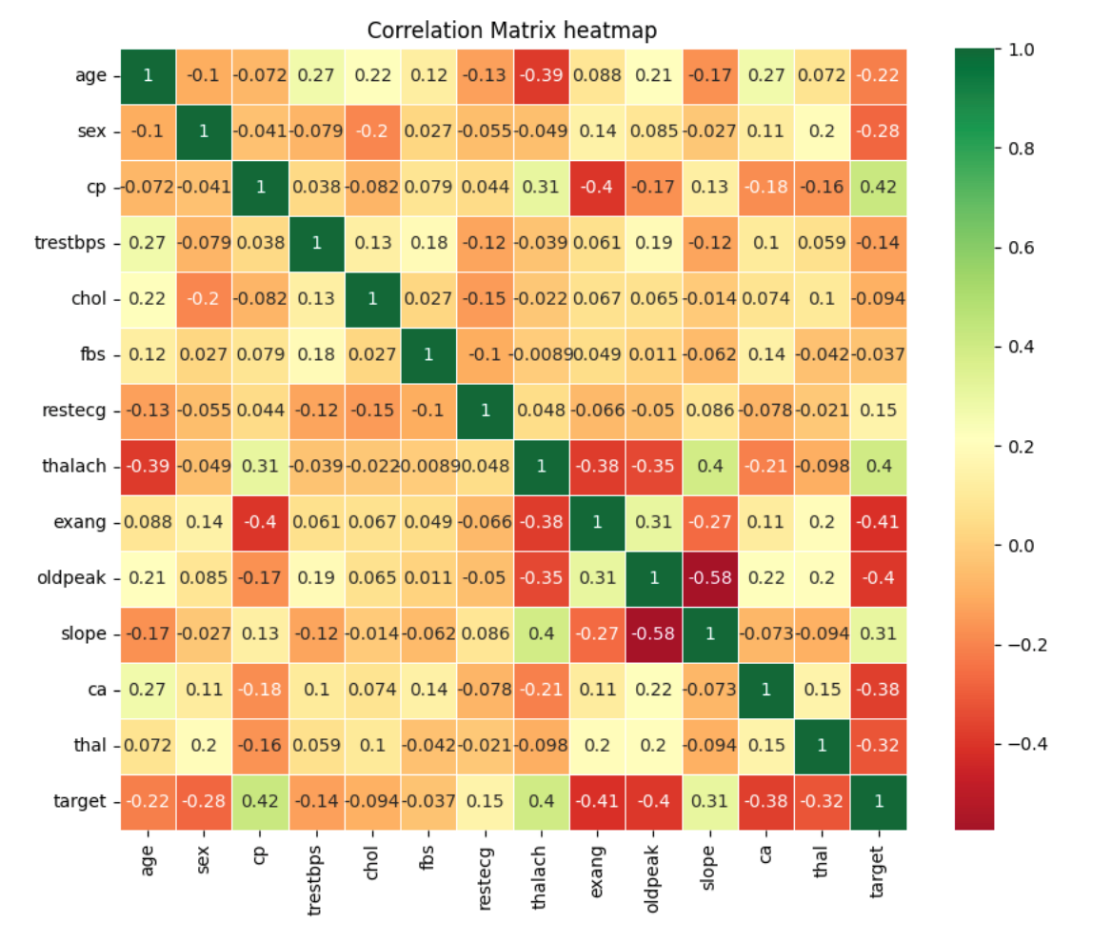 Correlation Matrix heatmap
age 1 -0.1 -0.072 0.27 0.22 0.12 -0.13 -0.39 0.088 0.21 -0.17 0.27 0.072 -0.22
sex -0.1 1 -0.041 -0.079 -0.2 0.027 -0.055 -0.049 0.14 0.085 -0.027 0.11 0.2 -0.28
cp -0.072 -0.041 1 0.038 -0.082 0.079 0.044 0.31 -0.4 -0.17 0.13 -0.18 -0.16 0.42
trestbps 0.27 -0.079 0.038 1 0.13 0.18 -0.12 -0.039 0.061 0.19 -0.12 0.1 0.059 -0.14
chol 0.22 -0.2 -0.082 0.13 1 0.027 -0.15 -0.022 0.067 0.065 -0.014 0.074 0.1 -0.094
fbs 0.12 0.027 0.079 0.18 0.027 1 -0.1 -0.0089 0.049 0.011 -0.062 0.14 -0.042 -0.037
restecg -0.13 -0.055 0.044 -0.12 -0.15 -0.1 1 0.048 -0.066 -0.05 0.086 -0.078 -0.021 0.15
thalach -0.39 -0.049 0.31 -0.039 -0.022 0.0089 0.048 1 -0.38 -0.35 0.4 -0.21 -0.098 0.4
exang 0.088 0.14 -0.4 0.061 0.067 0.049 -0.066 -0.38 1 0.31 -0.27 0.11 0.2 -0.41
oldpeak 0.21 0.085 -0.17 0.19 0.065 0.011 -0.05 -0.35 0.31 1 -0.58 0.22 0.2 -0.4
slope -0.17 -0.027 0.13 -0.12 -0.014 -0.062 0.086 0.4 -0.27 -0.58 1 -0.073 -0.094 0.31
ca 0.27 0.11 -0.18 0.1 0.074 0.14 -0.078 -0.21 0.11 0.22 -0.073 1 0.15 -0.38
thal 0.072 0.2 -0.16 0.059 0.1 -0.042 -0.021 -0.098 0.2 0.2 -0.094 0.15 1 -0.32
target -0.22 -0.28 0.42 -0.14 -0.094 -0.037 0.15 0.4 -0.41 -0.4 0.31 -0.38 -0.32 1
age sex cp trestbps chol fbs restecg thalach exang oldpeak slope ca thal target
1.0
0.8
0.6
0.4
0.2
0.0
−0.2
−0.4